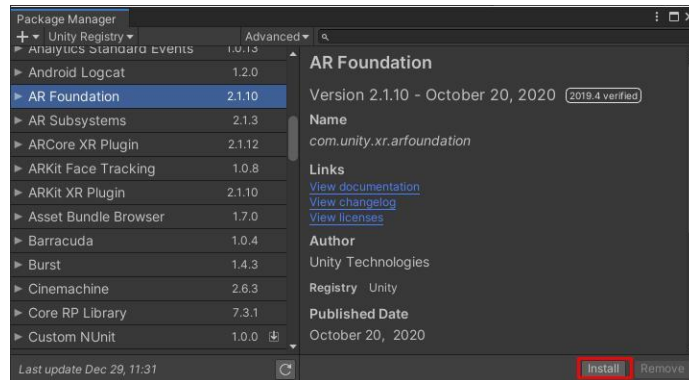 Package Manager
Unity Registry
Advanced
Analytics Standard Events 1.0.13
Android Logcat 1.2.0
AR Foundation 2.1.10
AR Subsystems 2.1.3
ARCore XR Plugin 2.1.12
ARKit Face Tracking 1.0.8
ARKit XR Plugin 2.1.10
Asset Bundle Browser 1.7.0
Barracuda 1.0.4
Burst 1.4.3
Cinemachine 2.6.3
Core RP Library 7.3.1
Custom NUnit 1.0.0
Last update Dec 29, 11:31
AR Foundation
Version 2.1.10 - October 20, 2020 2019.4 verified
Name
com.unity.xr.arfoundation
Links
View documentation
View changelog
View licenses
Author
Unity Technologies
Registry Unity
Published Date
October 20, 2020
Install Remove